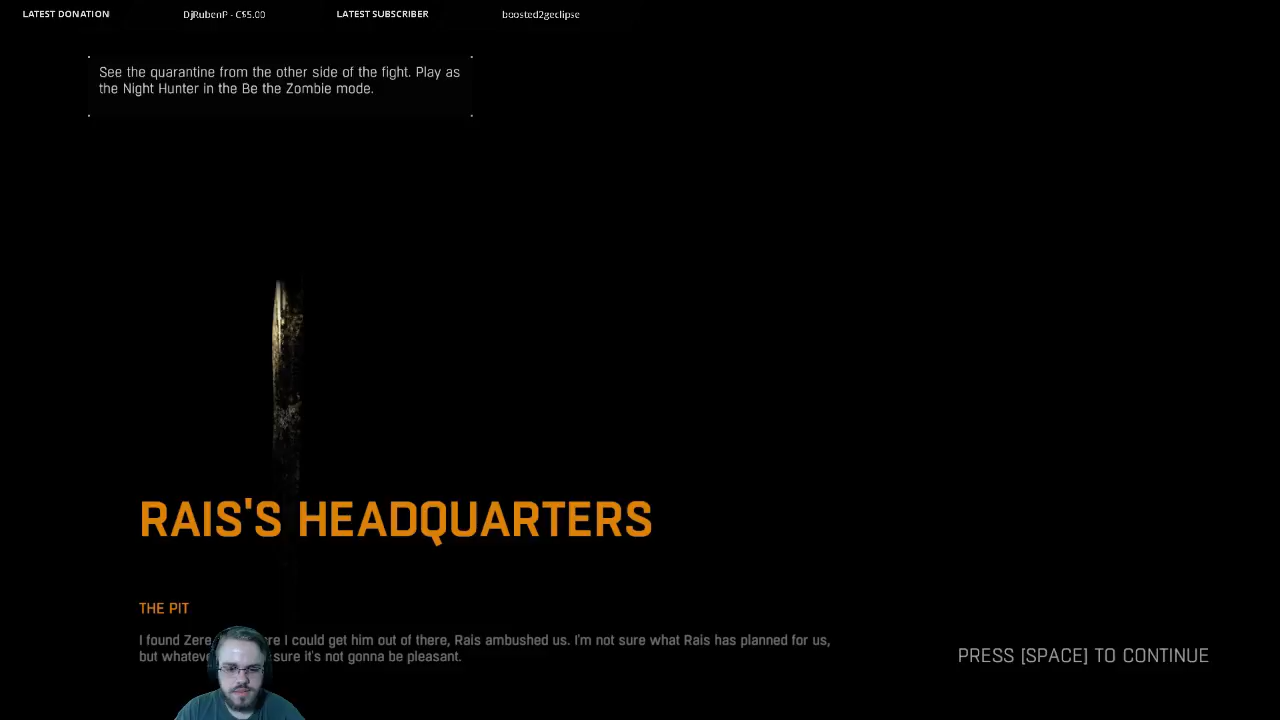 LATEST DONATION DjRubenP - C$5.00 LATEST SUBSCRIBER boosted2geclipse
See the quarantine from the other side of the fight. Play as
the Night Hunter in the Be the Zombie mode.
RAIS'S HEADQUARTERS
THE PIT
I found Zere I could get him out of there, Rais ambushed us. I'm not sure what Rais has planned for us,
but sure it's not gonna be pleasant.
PRESS [SPACE] TO CONTINUE